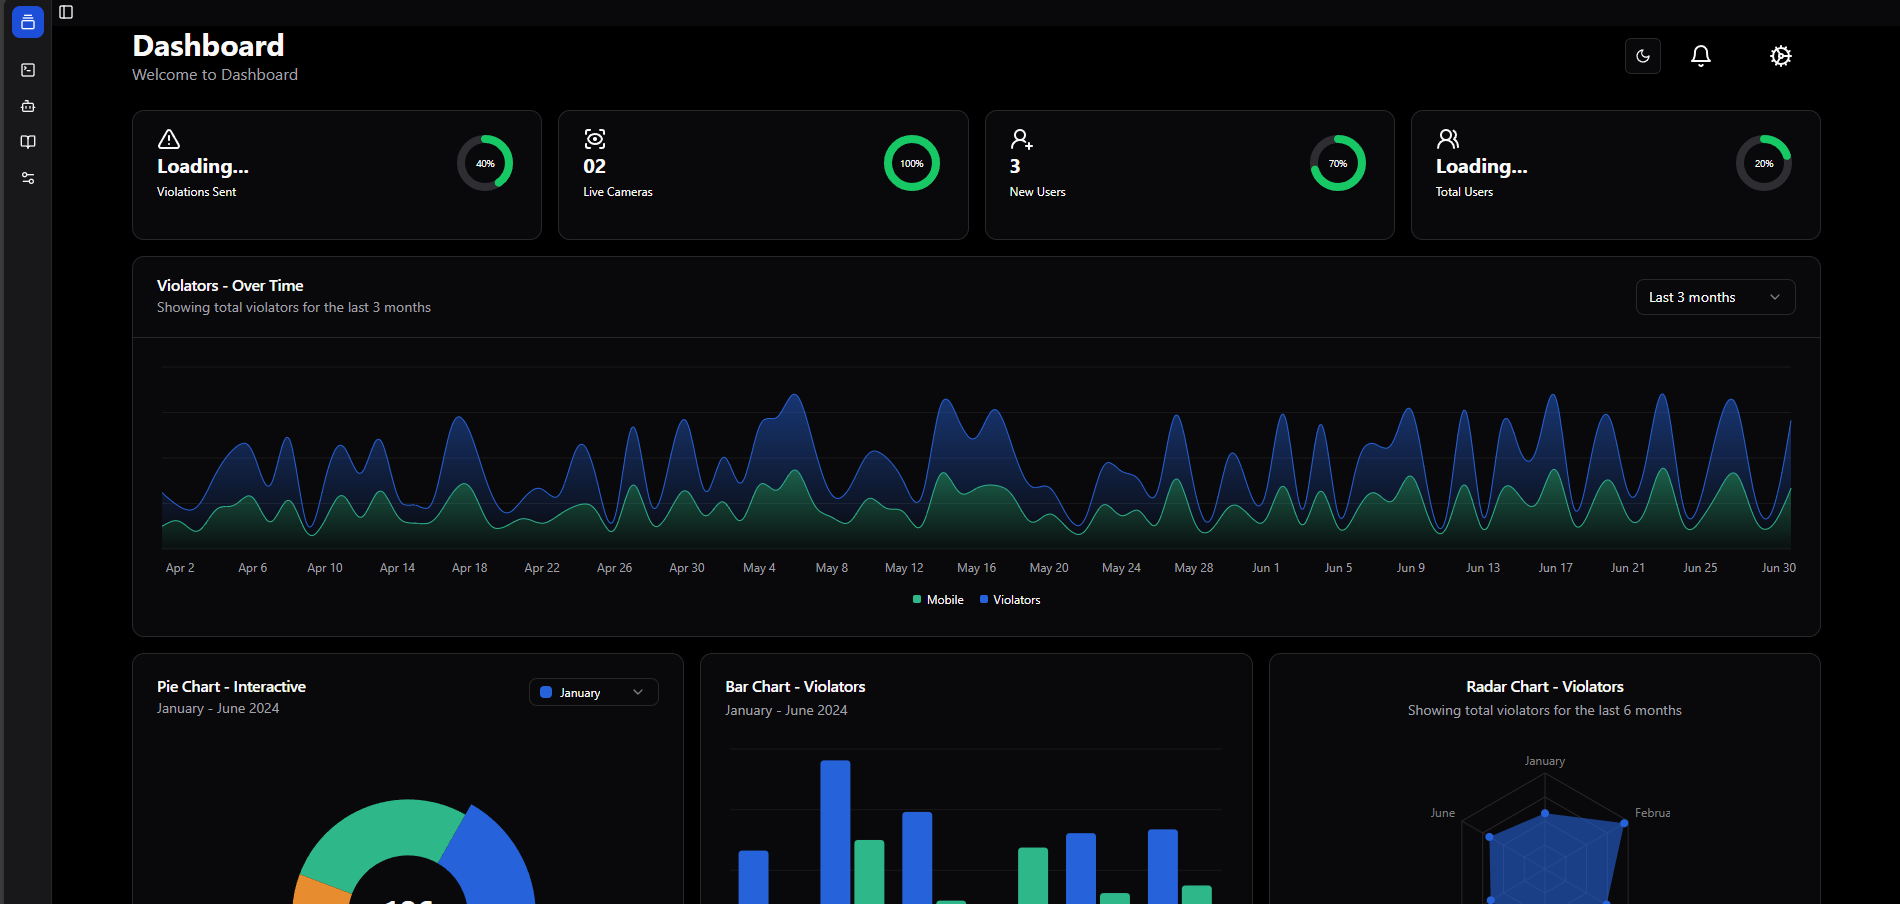 Dashboard
Welcome to Dashboard
Loading...
Violations Sent
40%
02
Live Cameras
100%
3
New Users
70%
Loading...
Total Users
20%
Violators - Over Time
Showing total violators for the last 3 months
Last 3 months
Apr 2 Apr 6 Apr 10 Apr 14 Apr 18 Apr 22 Apr 26 Apr 30 May 4 May 8 May 12 May 16 May 20 May 24 May 28 Jun 1 Jun 5 Jun 9 Jun 13 Jun 17 Jun 21 Jun 25 Jun 30
Mobile Violators
Pie Chart - Interactive
January - June 2024
January
Bar Chart - Violators
January - June 2024
Radar Chart - Violators
Showing total violators for the last 6 months
January
June
Februa